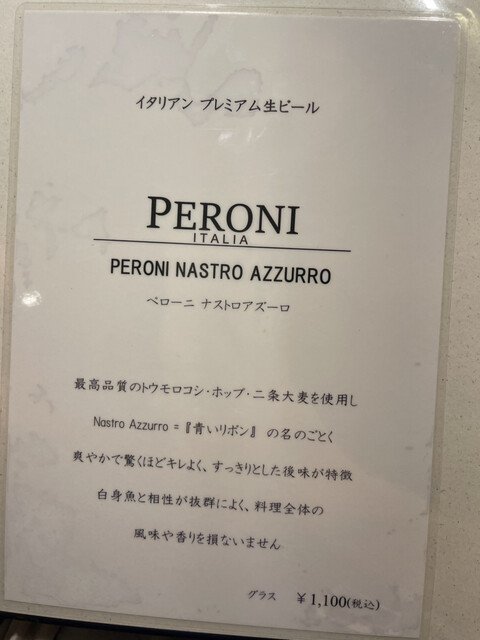 イタリアン プレミアム生ビール
PERONI
ITALIA
PERONI NASTRO AZZURRO
ペローニ ナストロアズーロ
最高品質のトウモロコシ・ホップ・二条大麦を使用し
Nastro Azzurro = 『青いリボン』 の名のごとく
爽やかで驚くほどキレよく、すっきりとした後味が特徴
白身魚と相性が抜群によく、料理全体の
風味や香りを損ないません
グラス ￥1,100(税込)